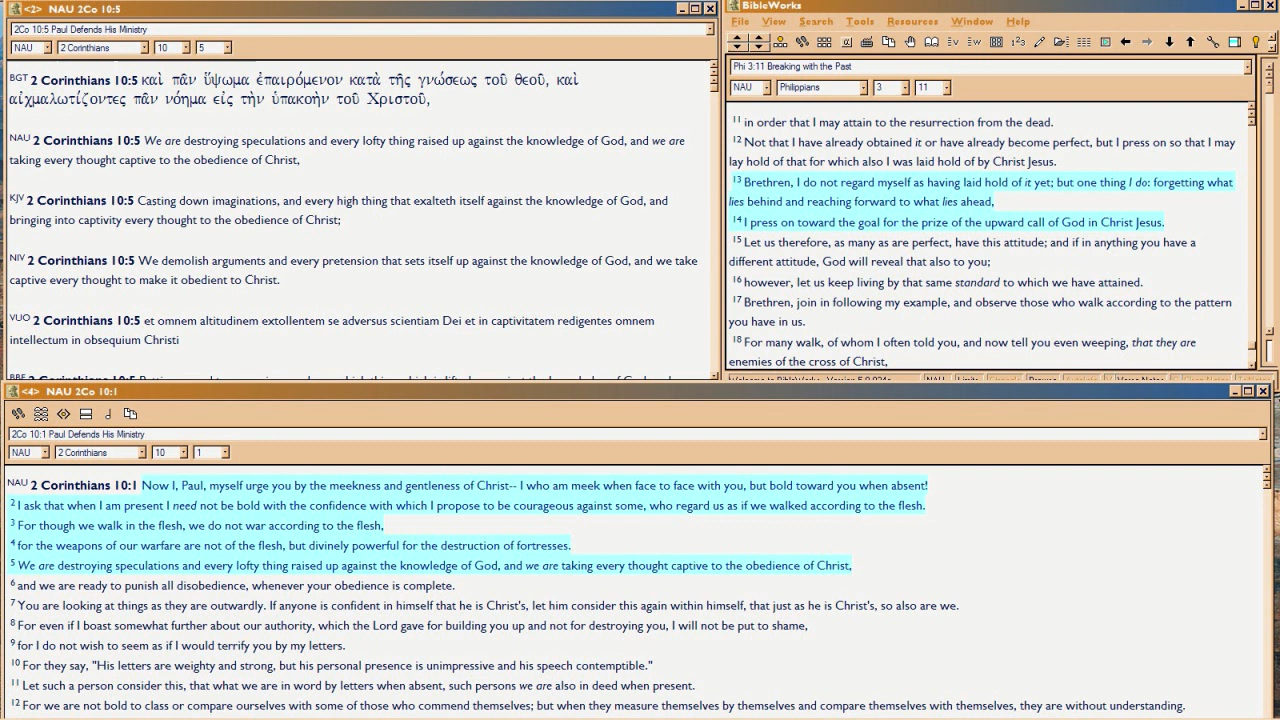 <2> NAU 2Co 10:5
2Co 10:5 Paul Defends His Ministry
NAU 2 Corinthians 10 5
BGT 2 Corinthians 10:5 καὶ πᾶν ὕψωμα ἐπαιρόμενον κατὰ τῆς γνώσεως τοῦ θεοῦ, καὶ
αἰχμαλωτίζοντες πᾶν νόημα εἰς τὴν ὑπακοὴν τοῦ Χριστοῦ,
NAU 2 Corinthians 10:5 We are destroying speculations and every lofty thing raised up against the knowledge of God, and we are
taking every thought captive to the obedience of Christ,
KJV 2 Corinthians 10:5 Casting down imaginations, and every high thing that exalteth itself against the knowledge of God, and
bringing into captivity every thought to the obedience of Christ;
NIV 2 Corinthians 10:5 We demolish arguments and every pretension that sets itself up against the knowledge of God, and we take
captive every thought to make it obedient to Christ.
VUO 2 Corinthians 10:5 et omnem altitudinem extollentem se adversus scientiam Dei et in captivitatem redigentes omnem
intellectum in obsequium Christi
BibleWorks
File View Search Tools Resources Window Help
Phi 3:11 Breaking with the Past
NAU Philippians 3 11
11 in order that I may attain to the resurrection from the dead.
12 Not that I have already obtained it or have already become perfect, but I press on so that I may
lay hold of that for which also I was laid hold of by Christ Jesus.
13 Brethren, I do not regard myself as having laid hold of it yet; but one thing I do: forgetting what
lies behind and reaching forward to what lies ahead,
14 I press on toward the goal for the prize of the upward call of God in Christ Jesus.
15 Let us therefore, as many as are perfect, have this attitude; and if in anything you have a
different attitude, God will reveal that also to you;
16 however, let us keep living by that same standard to which we have attained.
17 Brethren, join in following my example, and observe those who walk according to the pattern
you have in us.
18 For many walk, of whom I often told you, and now tell you even weeping, that they are
enemies of the cross of Christ,
<4> NAU 2Co 10:1
2Co 10:1 Paul Defends His Ministry
NAU 2 Corinthians 10 1
NAU 2 Corinthians 10:1 Now I, Paul, myself urge you by the meekness and gentleness of Christ-- I who am meek when face to face with you, but bold toward you when absent!
2 I ask that when I am present I need not be bold with the confidence with which I propose to be courageous against some, who regard us as if we walked according to the flesh.
3 For though we walk in the flesh, we do not war according to the flesh,
4 for the weapons of our warfare are not of the flesh, but divinely powerful for the destruction of fortresses.
5 We are destroying speculations and every lofty thing raised up against the knowledge of God, and we are taking every thought captive to the obedience of Christ,
6 and we are ready to punish all disobedience, whenever your obedience is complete.
7 You are looking at things as they are outwardly. If anyone is confident in himself that he is Christ's, let him consider this again within himself, that just as he is Christ's, so also are we.
8 For even if I boast somewhat further about our authority, which the Lord gave for building you up and not for destroying you, I will not be put to shame,
9 for I do not wish to seem as if I would terrify you by my letters.
10 For they say, "His letters are weighty and strong, but his personal presence is unimpressive and his speech contemptible."
11 Let such a person consider this, that what we are in word by letters when absent, such persons we are also in deed when present.
12 For we are not bold to class or compare ourselves with some of those who commend themselves; but when they measure themselves by themselves and compare themselves with themselves, they are without understanding.